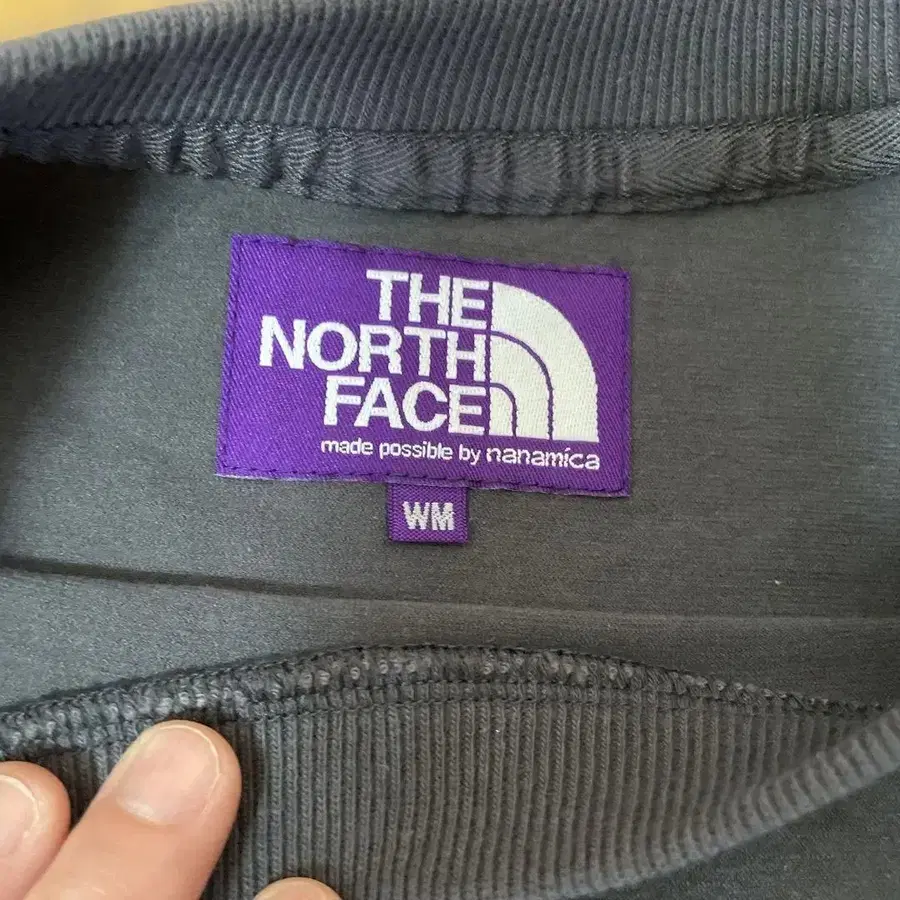 THE
NORTH
FACE
made possible by nanamica
WM